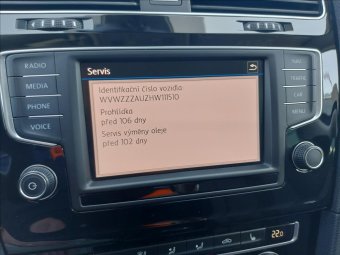 RADIO
MEDIA
PHONE
VOICE
Servis
Identifikační číslo vozidla
WVWZZZAUZHW111510
Prohlídka
před 106 dny
Servis výměny oleje
před 102 dny
NAV
TRAFFIC
CAR
MENU
22.0